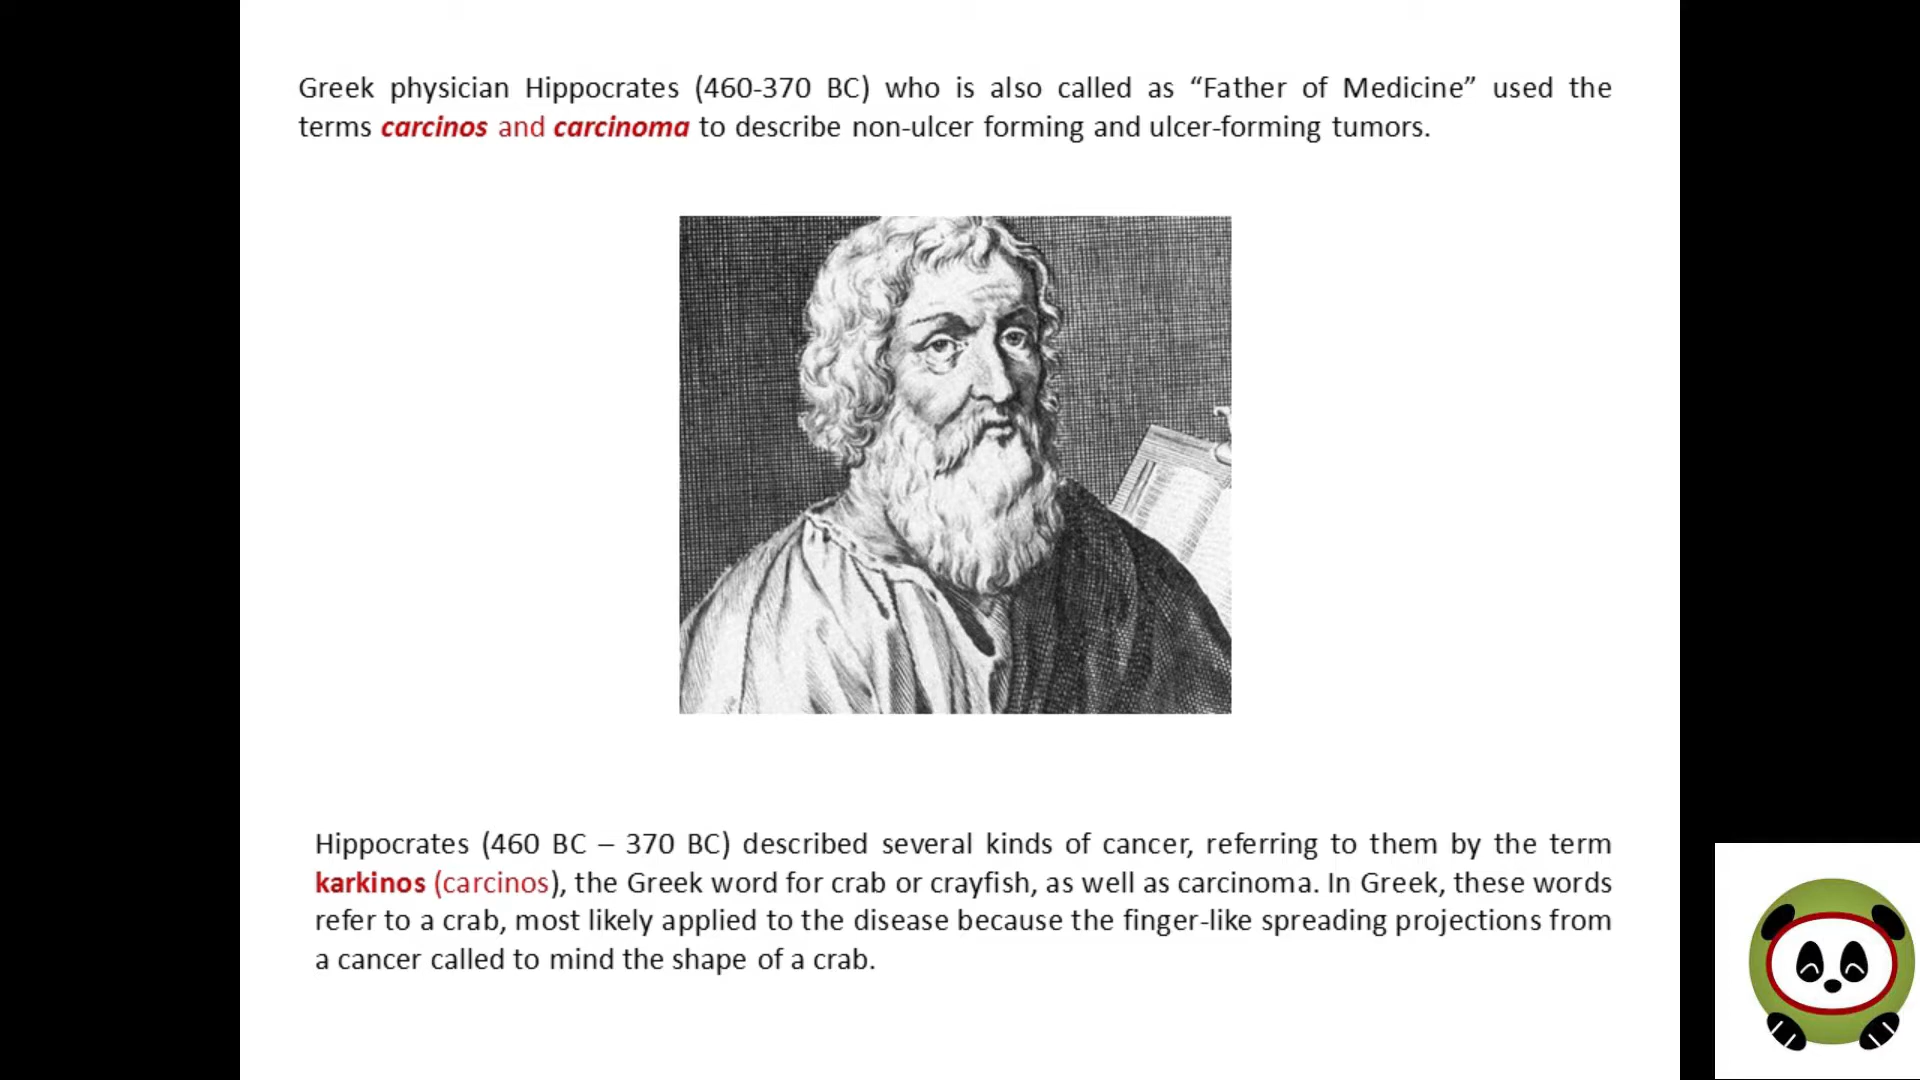 Greek physician Hippocrates (460-370 BC) who is also called as “Father of Medicine” used the
terms carcinos and carcinoma to describe non-ulcer forming and ulcer-forming tumors.
Hippocrates (460 BC – 370 BC) described several kinds of cancer, referring to them by the term
karkinos (carcinos), the Greek word for crab or crayfish, as well as carcinoma. In Greek, these words
refer to a crab, most likely applied to the disease because the finger-like spreading projections from
a cancer called to mind the shape of a crab.